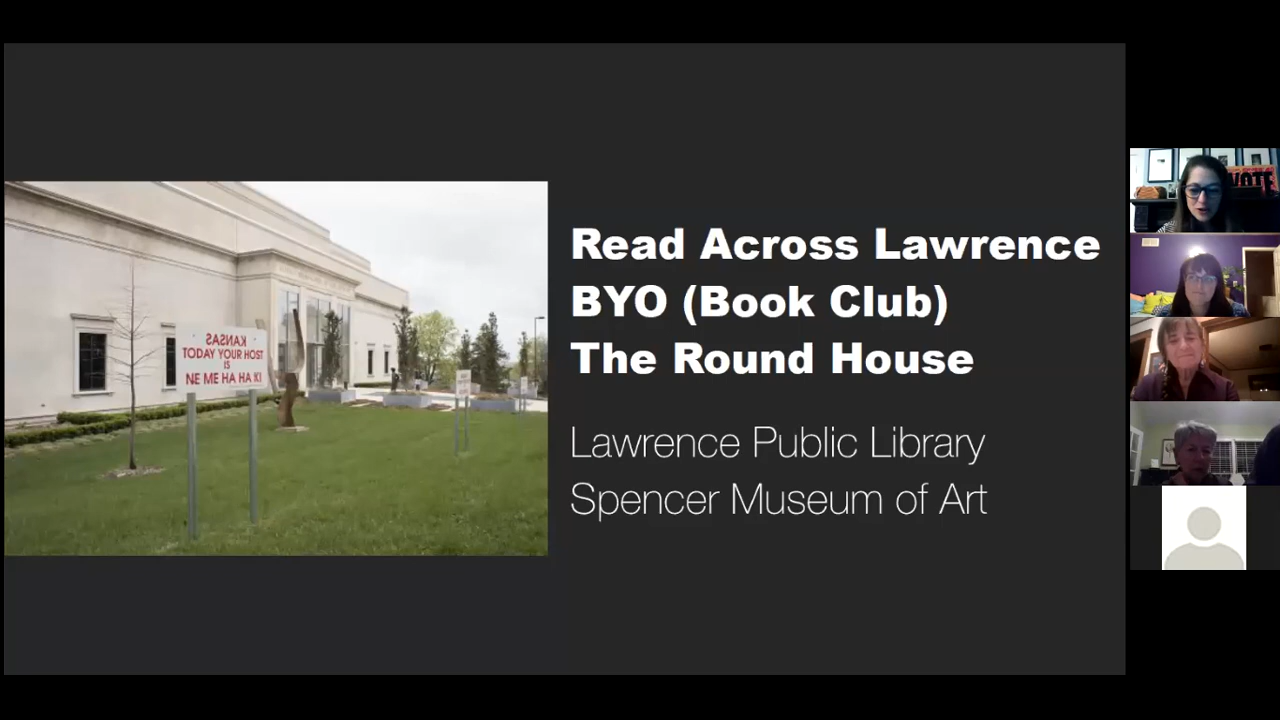 KANSAS
TODAY YOUR HOST
IS
NE ME HA HA KI
Read Across Lawrence
BYO (Book Club)
The Round House
Lawrence Public Library
Spencer Museum of Art
VOTE